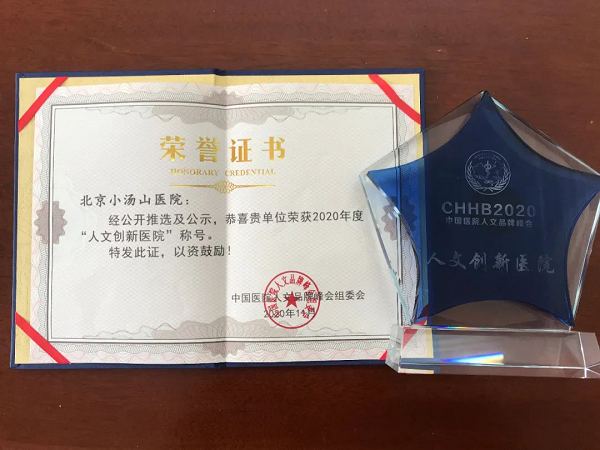 荣誉证书
HONORARY CREDENTIAL
北京小汤山医院：
经公开推选及公示，恭喜贵单位荣获2020年度
“人文创新医院”称号。
特发此证，以资鼓励！
中国医院人文品牌峰会组委会
2020年11月
CHHB2020
中国医院人文品牌峰会
人文创新医院